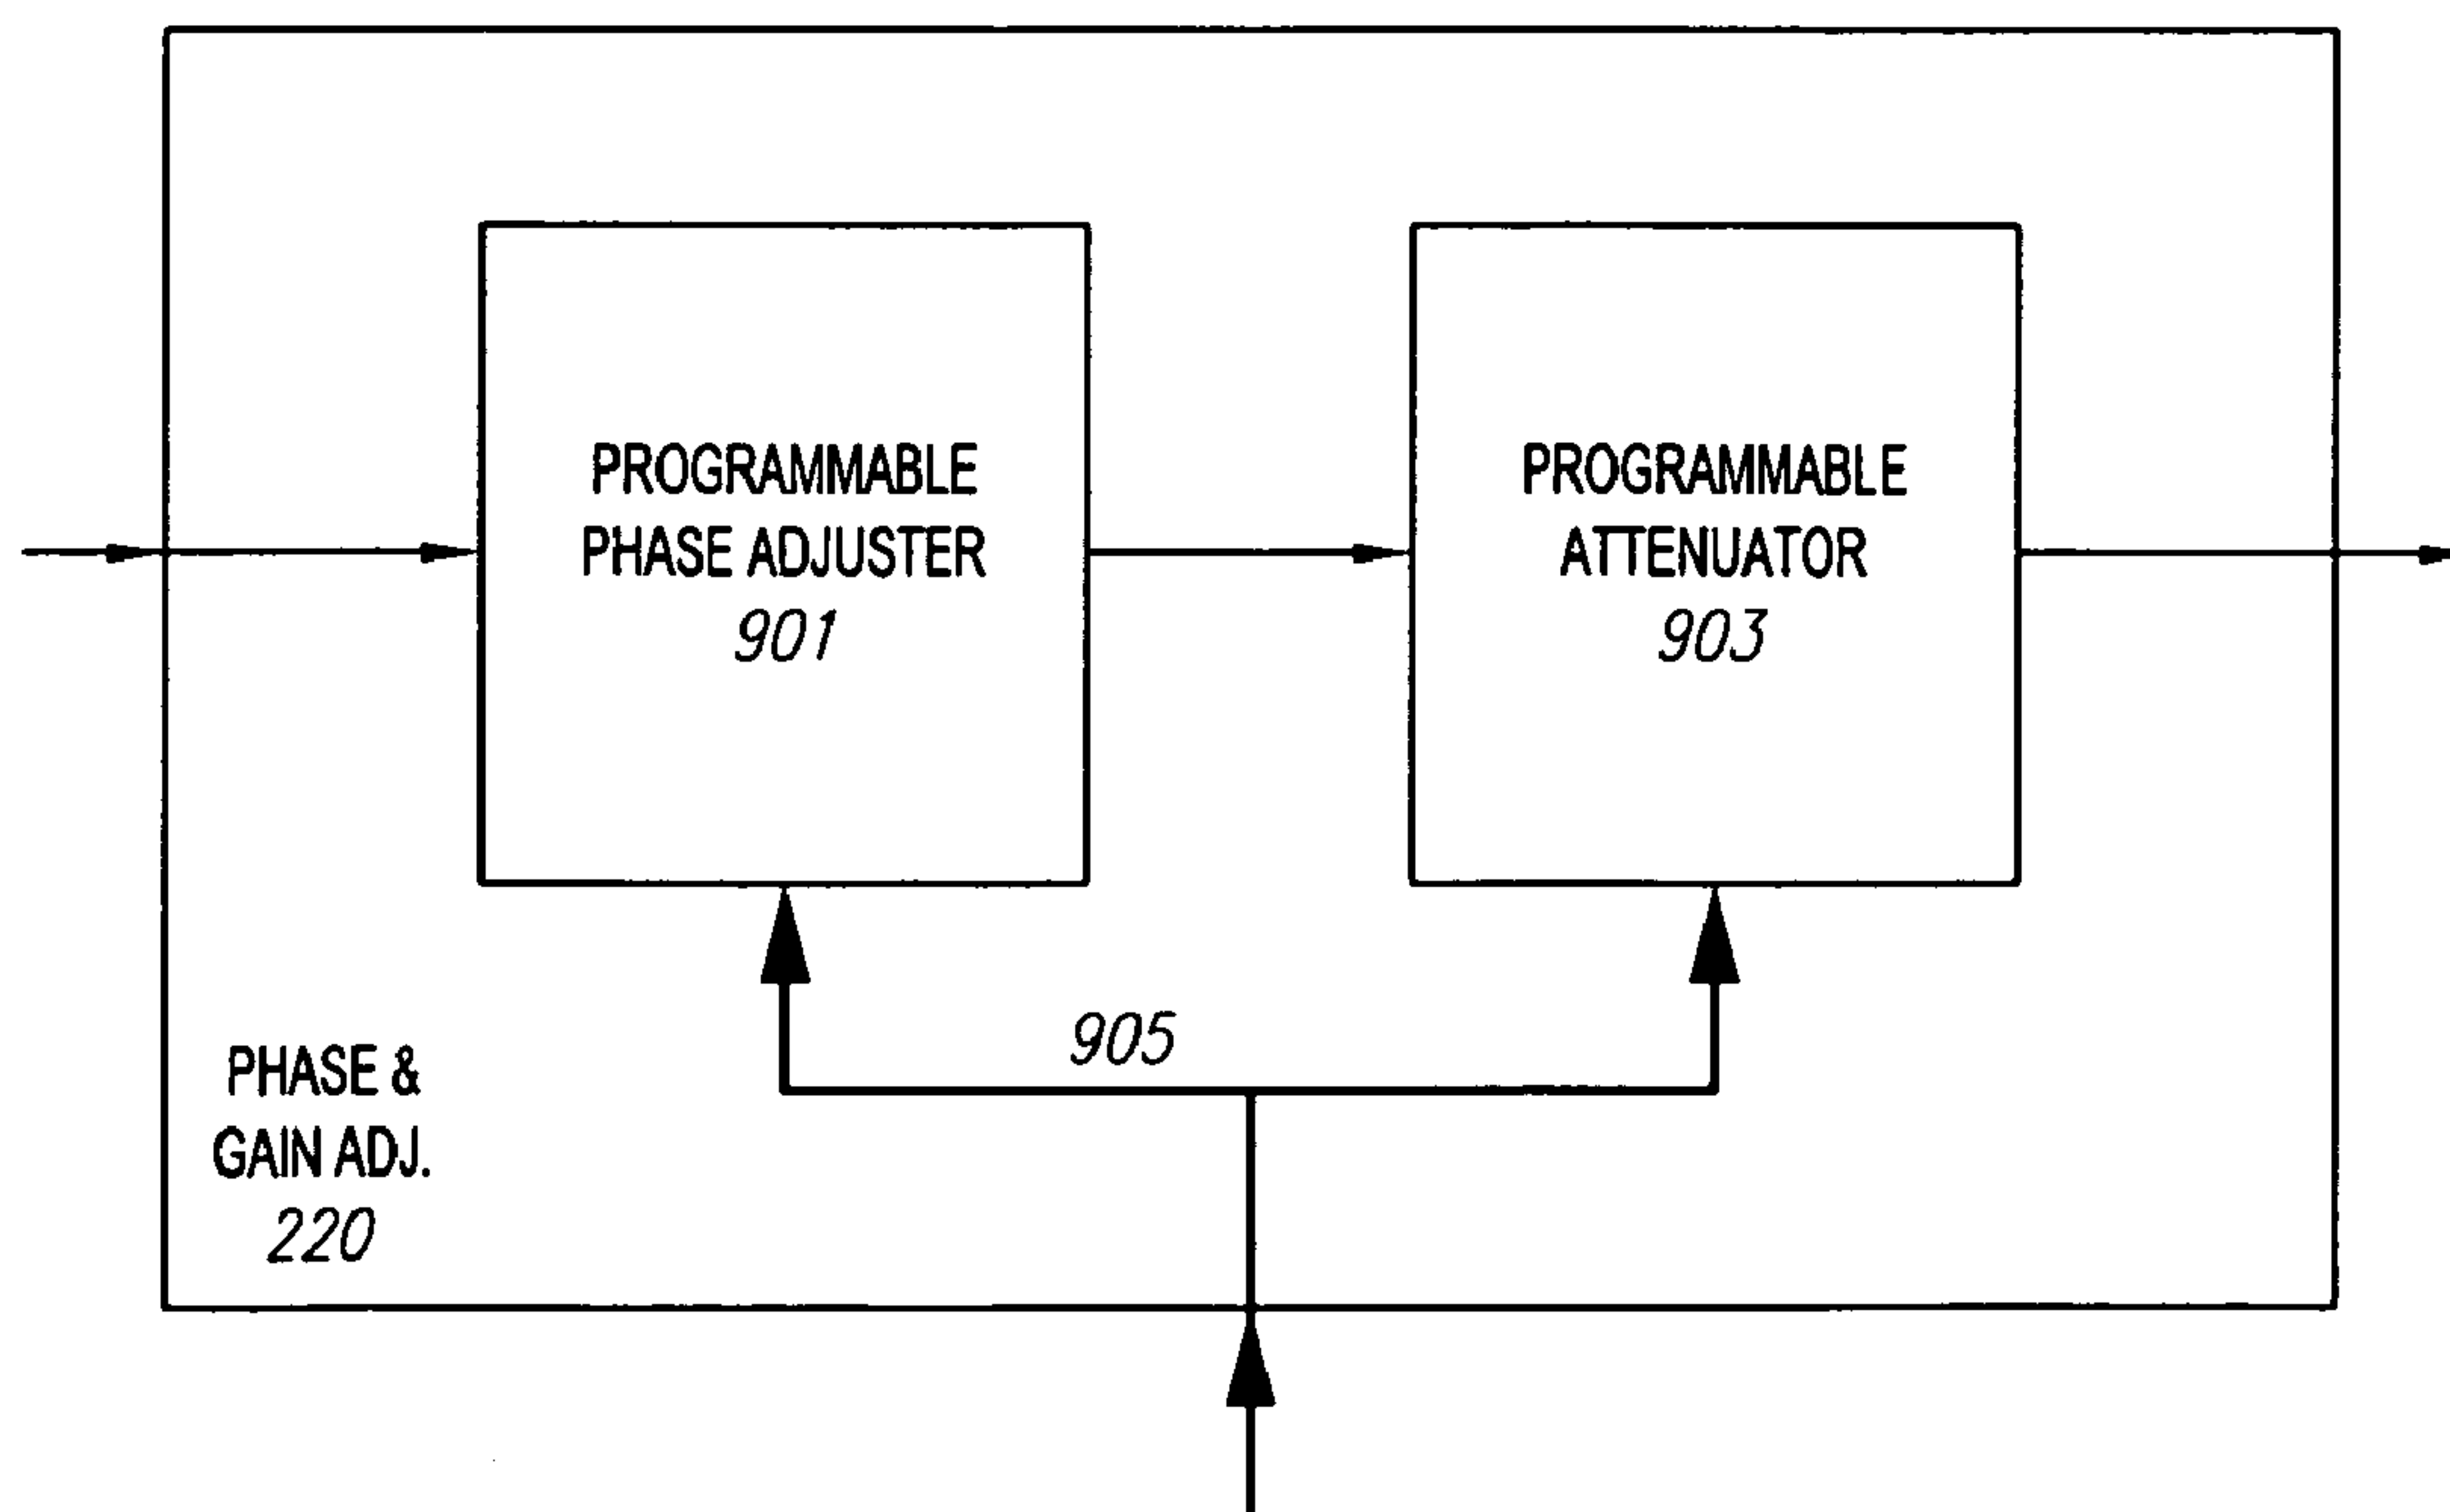 PROGRAMMABLE
PHASE ADJUSTER
901
PROGRAMMABLE
ATTENUATOR
903
905
PHASE &
GAIN ADJ.
220